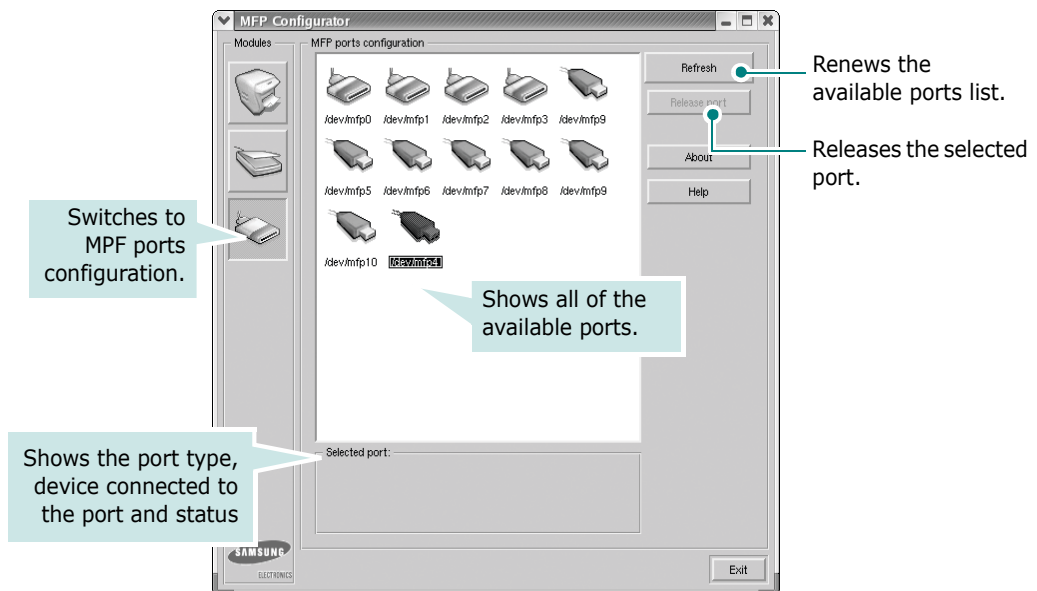 MFP Configurator
Modules
MFP ports configuration
/dev/mfp0 /dev/mfp1 /dev/mfp2 /dev/mfp3 /dev/mfp9
/dev/mfp5 /dev/mfp6 /dev/mfp7 /dev/mfp8 /dev/mfp9
/dev/mfp10 /dev/mfp4
Refresh
Release port
About
Help
Renews the
available ports list.
Releases the selected
port.
Switches to
MPF ports
configuration.
Shows all of the
available ports.
Shows the port type,
device connected to
the port and status
Selected port:
SAMSUNG
ELECTRONICS
Exit